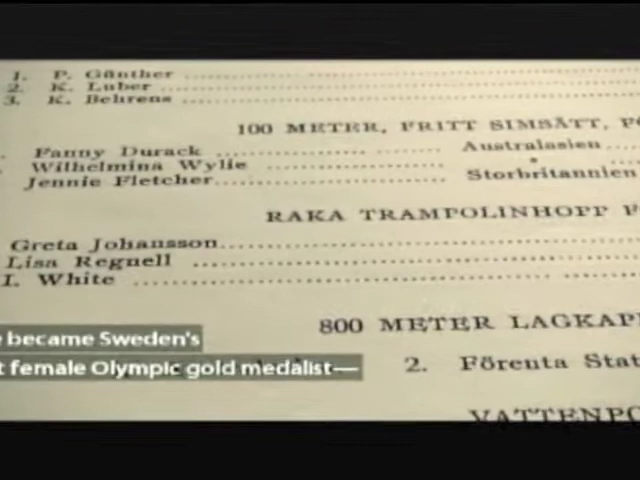 1. P. Günther
2. K. Luber
3. K. Behrens
100 METER, FRITT SIMSÄTT, F
Fanny Durack Australasien
Wilhelmina Wylie "
Jennie Fletcher Storbritannien
RAKA TRAMPOLINHOPP F
Greta Johansson
Lisa Regnell
I. White
800 METER LAGKAP
2. Förenta Stat
VATTENPO
e became Sweden's
t female Olympic gold medalist—